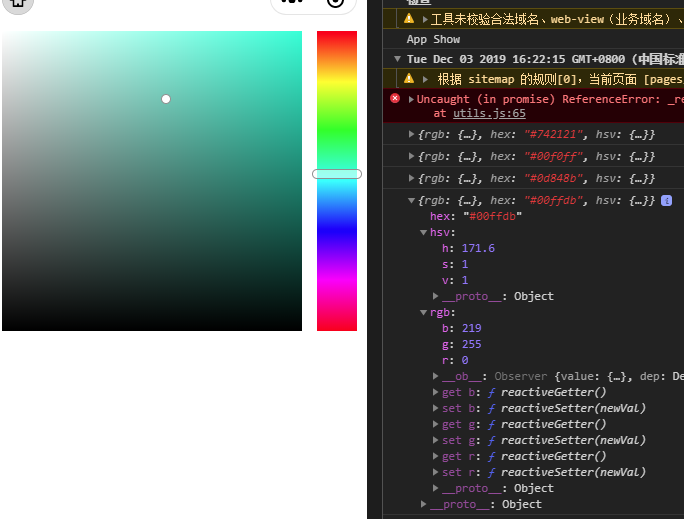 工具未校验合法域名、web-view（业务域名）、
App Show
Tue Dec 03 2019 16:22:15 GMT+0800 (中国标准
根据 sitemap 的规则[0]，当前页面 [pages
Uncaught (in promise) ReferenceError: _re
at utils.js:65
{rgb: {…}, hex: "#742121", hsv: {…}}
{rgb: {…}, hex: "#00f0ff", hsv: {…}}
{rgb: {…}, hex: "#0d848b", hsv: {…}}
{rgb: {…}, hex: "#00ffdb", hsv: {…}} i
hex: "#00ffdb"
hsv:
h: 171.6
s: 1
v: 1
__proto__: Object
rgb:
b: 219
g: 255
r: 0
__ob__: Observer {value: {…}, dep: De
get b: ƒ reactiveGetter()
set b: ƒ reactiveSetter(newVal)
get g: ƒ reactiveGetter()
set g: ƒ reactiveSetter(newVal)
get r: ƒ reactiveGetter()
set r: ƒ reactiveSetter(newVal)
__proto__: Object
__proto__: Object